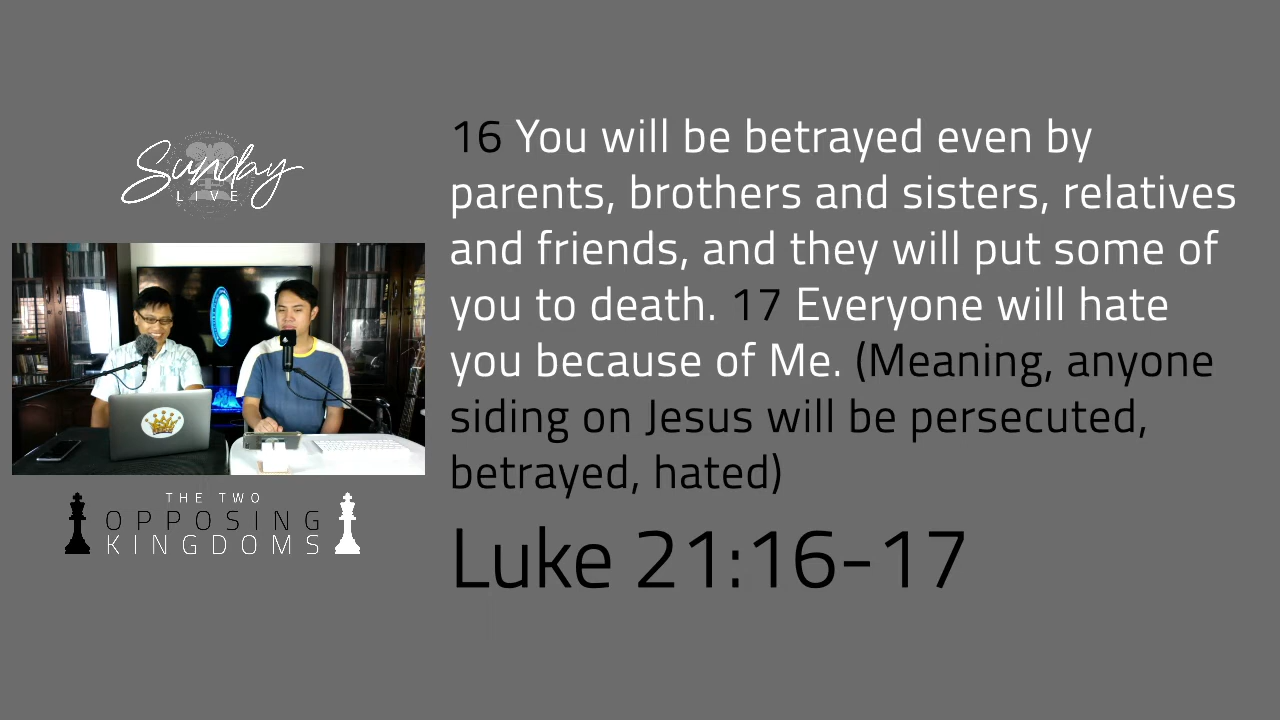 Sunday
LIVE
THE TWO
OPPOSING
KINGDOMS
16 You will be betrayed even by
parents, brothers and sisters, relatives
and friends, and they will put some of
you to death. 17 Everyone will hate
you because of Me. (Meaning, anyone
siding on Jesus will be persecuted,
betrayed, hated)
Luke 21:16-17